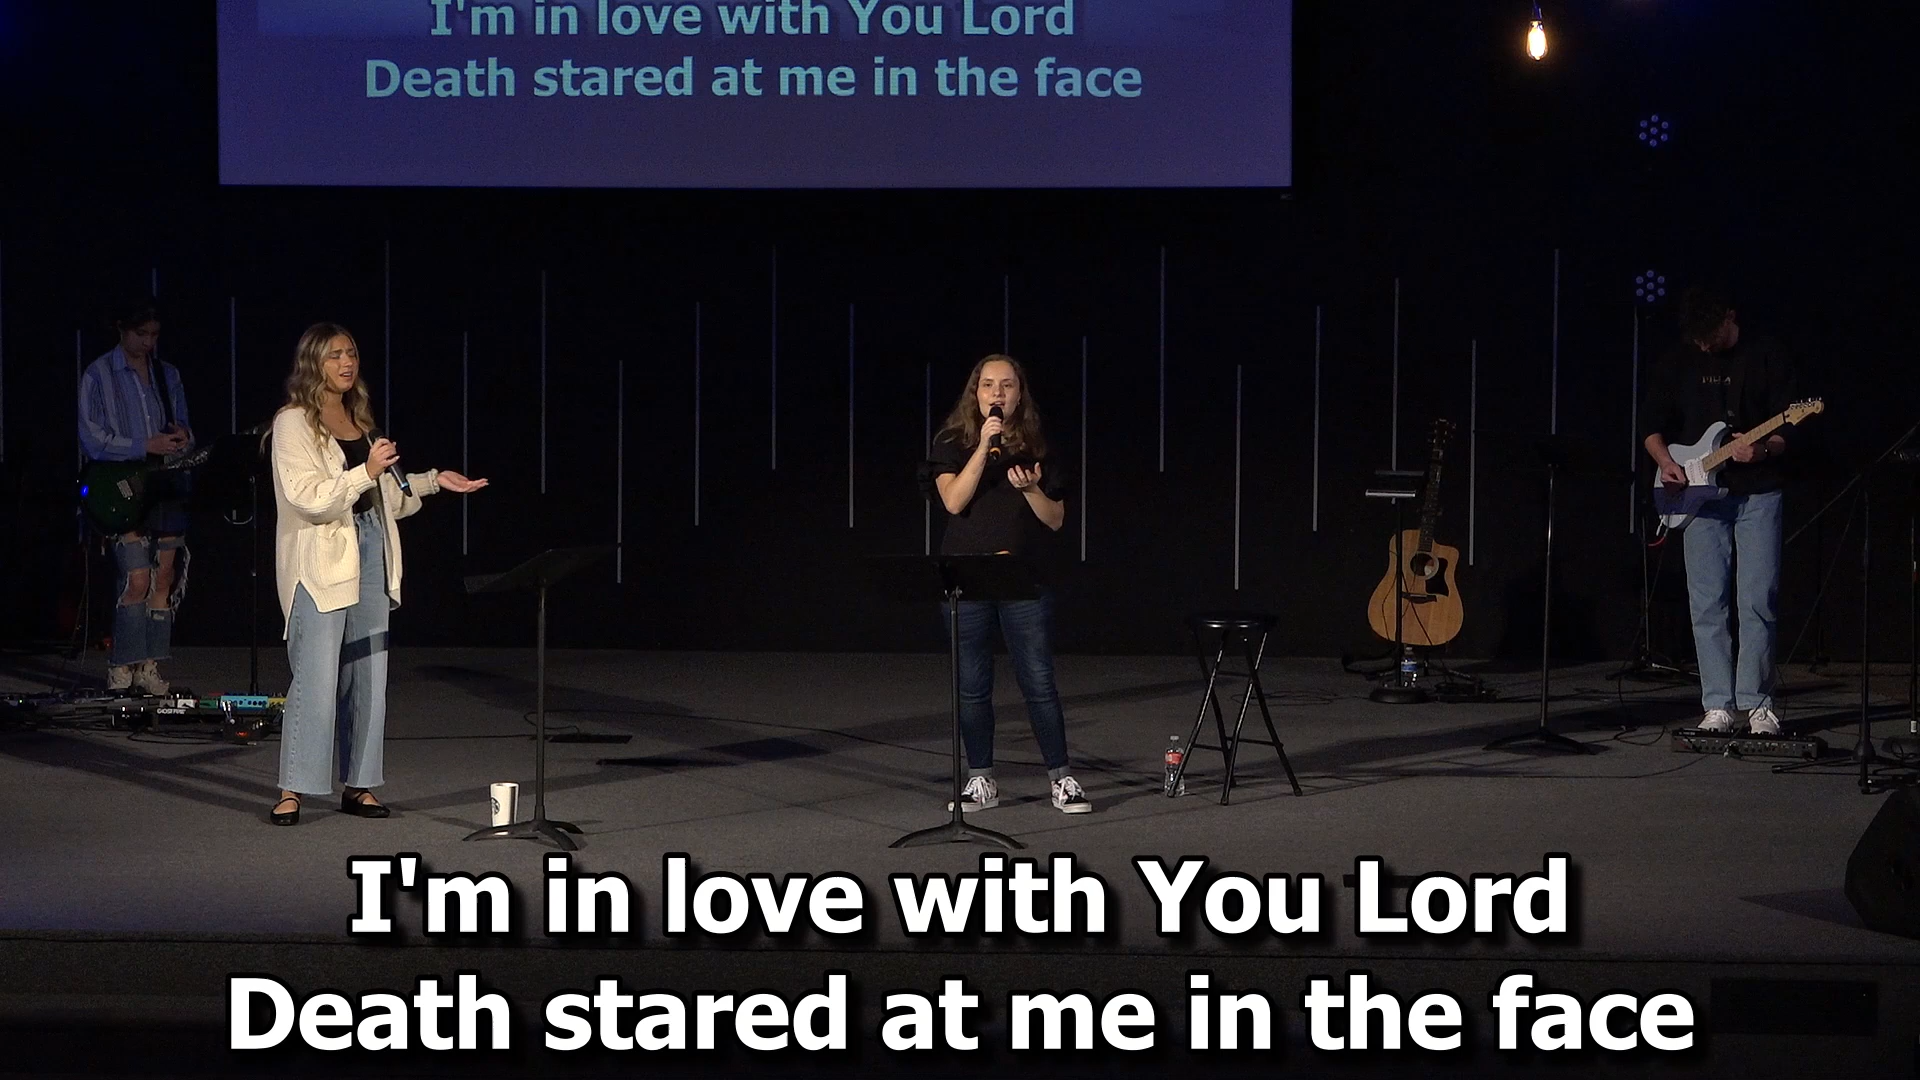 I'm in love with You Lord
Death stared at me in the face
I'm in love with You Lord
Death stared at me in the face